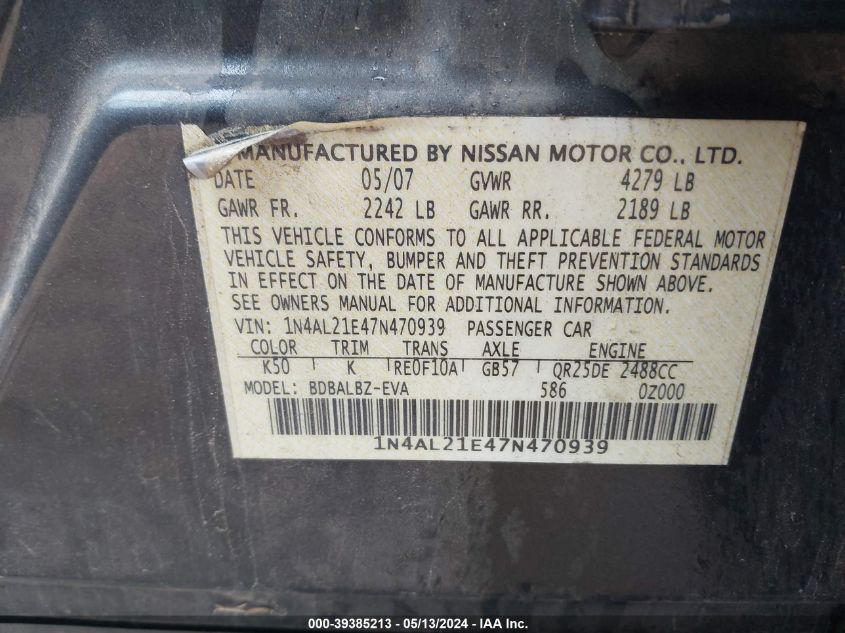 MANUFACTURED BY NISSAN MOTOR CO., LTD.
DATE 05/07 GVWR 4279 LB
GAWR FR. 2242 LB GAWR RR. 2189 LB
THIS VEHICLE CONFORMS TO ALL APPLICABLE FEDERAL MOTOR
VEHICLE SAFETY, BUMPER AND THEFT PREVENTION STANDARDS
IN EFFECT ON THE DATE OF MANUFACTURE SHOWN ABOVE.
SEE OWNERS MANUAL FOR ADDITIONAL INFORMATION.
VIN: 1N4AL21E47N470939 PASSENGER CAR
COLOR TRIM TRANS AXLE ENGINE
K50 K RE0F10A GB57 QR25DE 2488CC
MODEL: BDBALBZ-EVA 586 0Z000
1N4AL21E47N470939
000-39385213 - 05/13/2024 - IAA Inc.